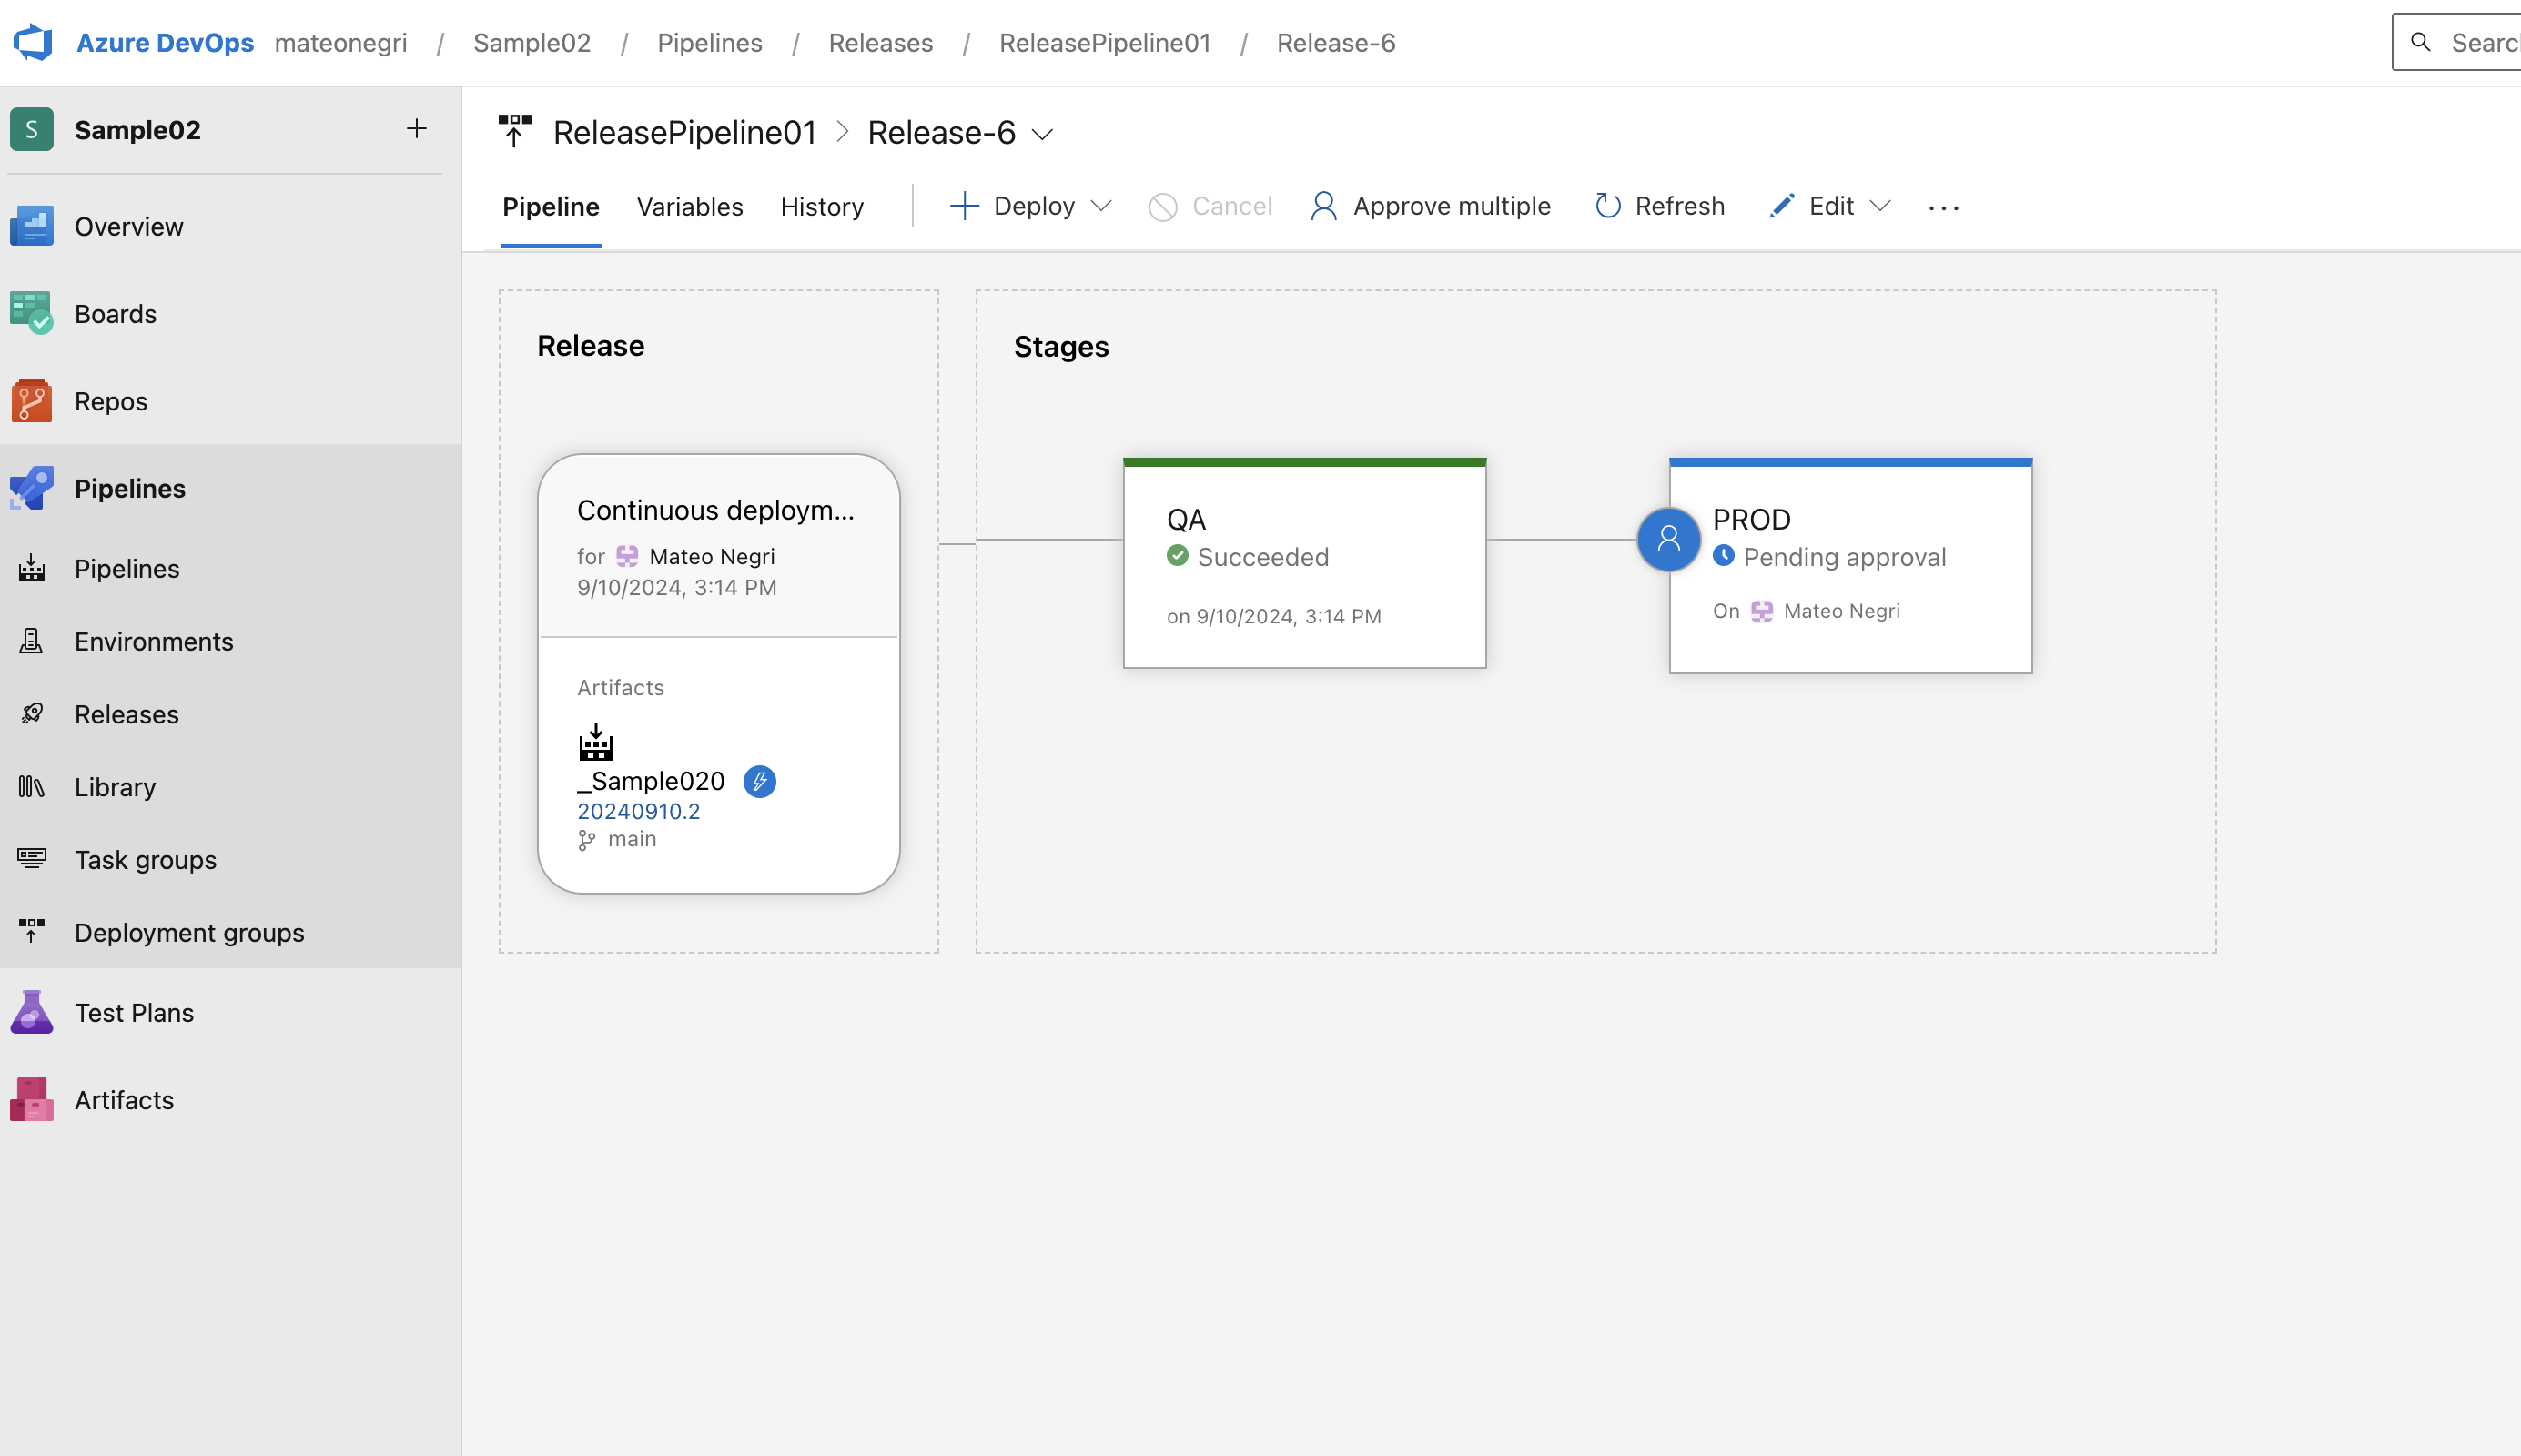 Azure DevOps mateonegri / Sample02 / Pipelines / Releases / ReleasePipeline01 / Release-6
Searc
S Sample02 +
Overview
Boards
Repos
Pipelines
Pipelines
Environments
Releases
Library
Task groups
Deployment groups
Test Plans
Artifacts
ReleasePipeline01 > Release-6
Pipeline Variables History Deploy Cancel Approve multiple Refresh Edit ...
Release
Continuous deploym...
for Mateo Negri
9/10/2024, 3:14 PM
Artifacts
_Sample020
20240910.2
main
Stages
QA
Succeeded
on 9/10/2024, 3:14 PM
PROD
Pending approval
On Mateo Negri